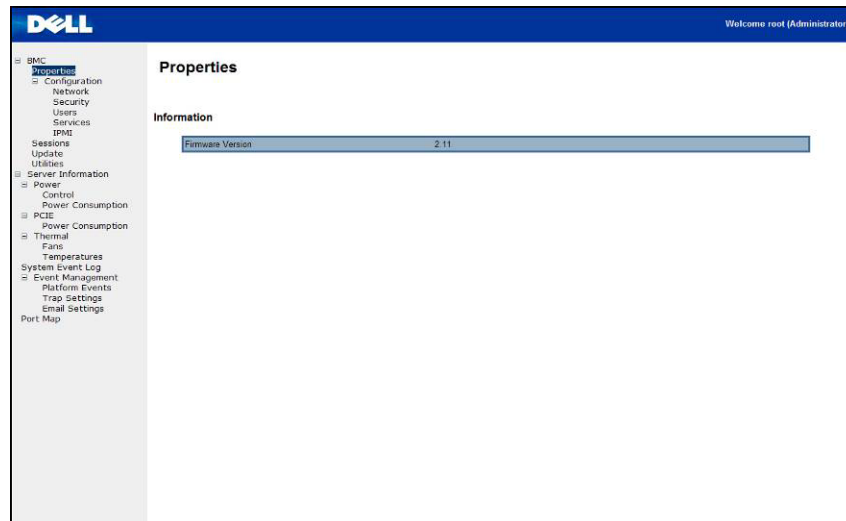 DELL
Welcome root (Administrator
BMC
Properties
Configuration
Network
Security
Users
Services
IPMI
Sessions
Update
Utilities
Server Information
Power
Control
Power Consumption
PCIE
Power Consumption
Thermal
Fans
Temperatures
System Event Log
Event Management
Platform Events
Trap Settings
Email Settings
Port Map
Properties
Information
Firmware Version 2.11